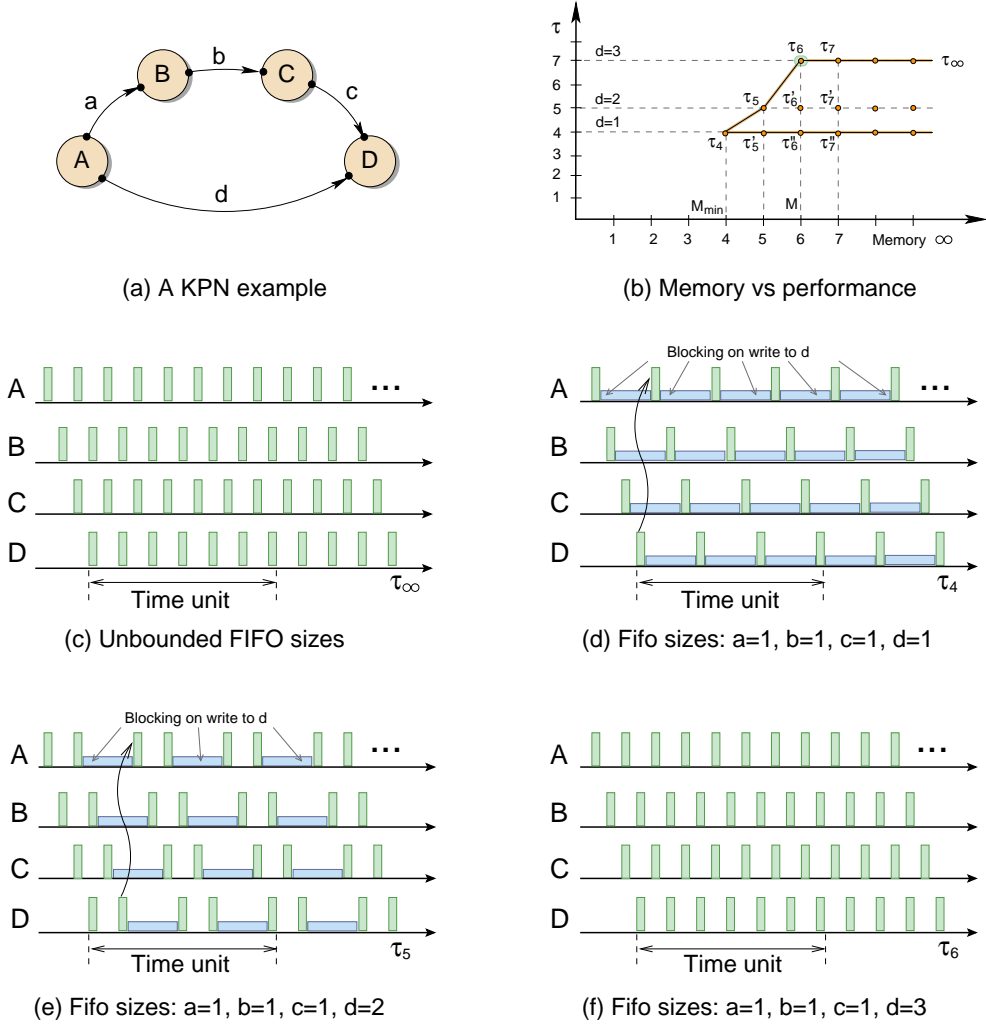 a
b
c
d
A
B
C
D
(a) A KPN example
τ
7
5
4
3
2
1
d=3
d=2
d=1
τ6
τ7
τ∞
τ5
τ'6
τ'7
τ4
τ'5
τ"6
τ"7
Mmin
M
1 2 3 4 5 6 7 Memory ∞
(b) Memory vs performance
A
...
B
C
D
τ∞
Time unit
(c) Unbounded FIFO sizes
Blocking on write to d
A
...
B
C
D
τ4
Time unit
(d) Fifo sizes: a=1, b=1, c=1, d=1
Blocking on write to d
A
...
B
C
D
τ5
Time unit
(e) Fifo sizes: a=1, b=1, c=1, d=2
A
...
B
C
D
τ6
Time unit
(f) Fifo sizes: a=1, b=1, c=1, d=3